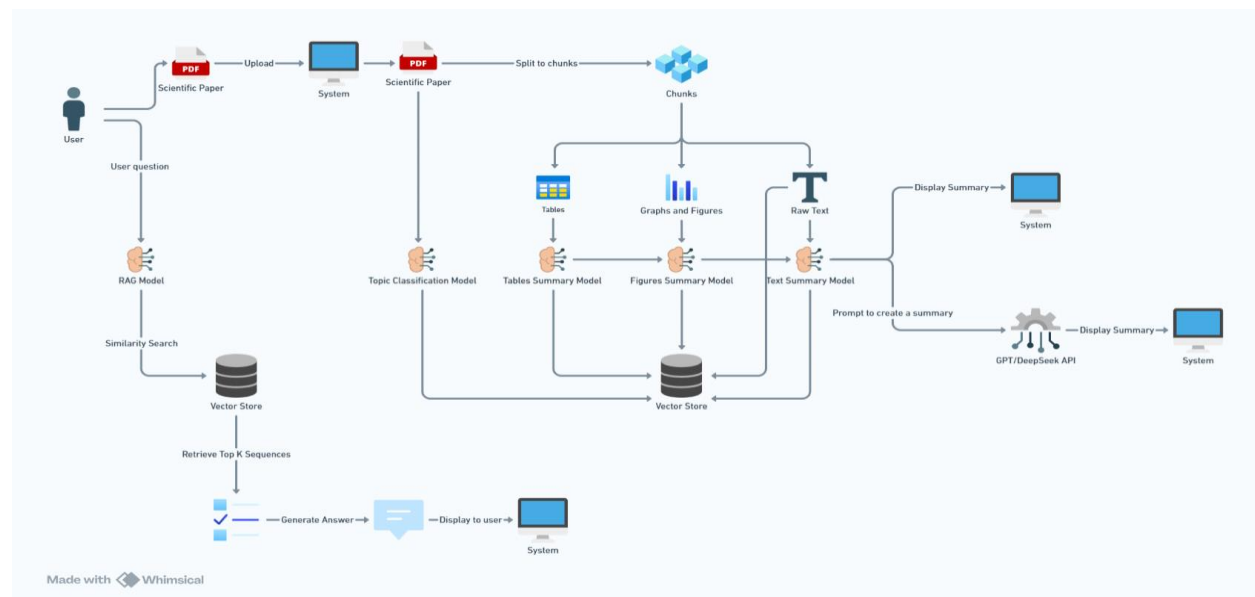 PDF
Scientific Paper
Upload
System
PDF
Scientific Paper
Split to chunks
Chunks
User
User question
Tables
Graphs and Figures
Raw Text
Display Summary
System
RAG Model
Topic Classification Model
Tables Summary Model
Figures Summary Model
Text Summary Model
Prompt to create a summary
GPT/DeepSeek API
Display Summary
System
Similarity Search
Vector Store
Vector Store
Retrieve Top K Sequences
Generate Answer
Display to user
System
Made with Whimsical